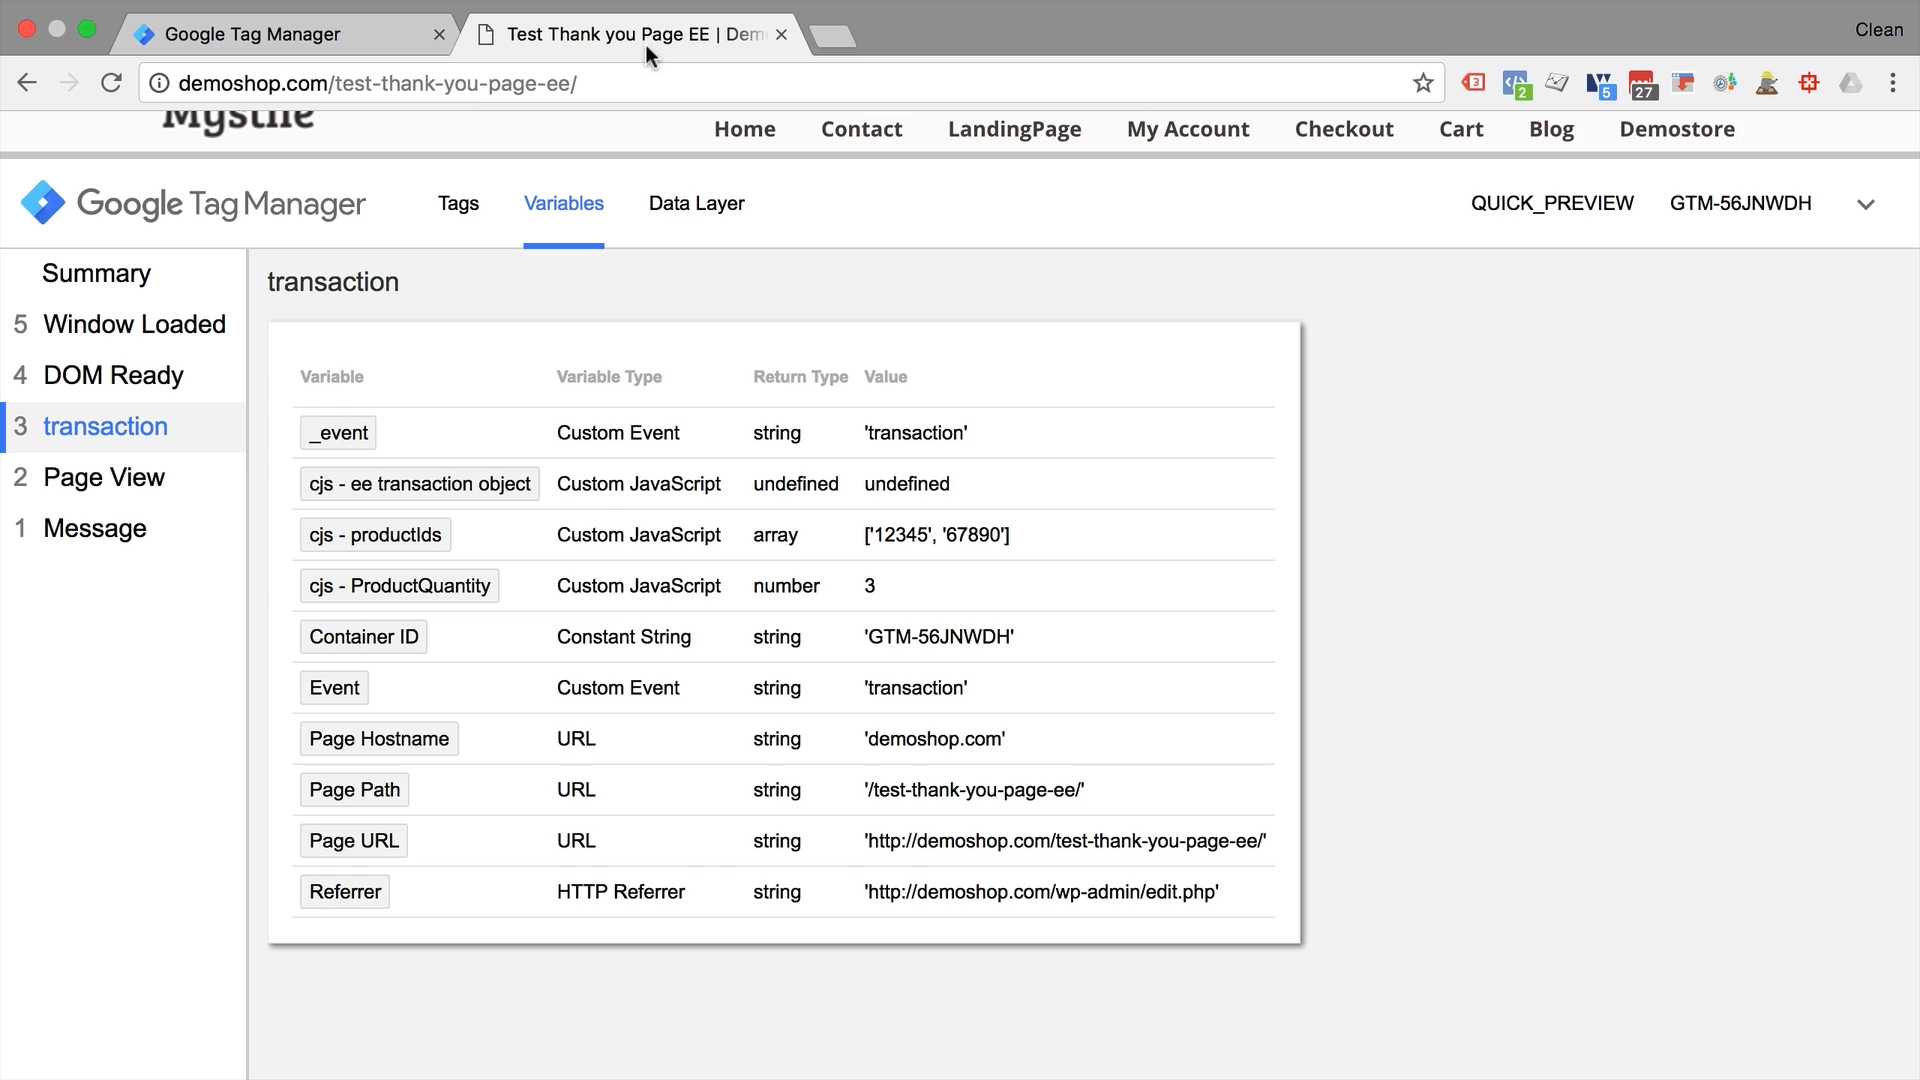 Google Tag Manager
Test Thank you Page EE | Dem
Clean
demoshop.com/test-thank-you-page-ee/
3
2
5
27
Mystile
Home Contact LandingPage My Account Checkout Cart Blog Demostore
Google Tag Manager
Tags Variables Data Layer
QUICK_PREVIEW GTM-56JNWDH
Summary
5 Window Loaded
4 DOM Ready
3 transaction
2 Page View
1 Message
transaction
Variable Variable Type Return Type Value
_event Custom Event string 'transaction'
cjs - ee transaction object Custom JavaScript undefined undefined
cjs - productIds Custom JavaScript array ['12345', '67890']
cjs - ProductQuantity Custom JavaScript number 3
Container ID Constant String string 'GTM-56JNWDH'
Event Custom Event string 'transaction'
Page Hostname URL string 'demoshop.com'
Page Path URL string '/test-thank-you-page-ee/'
Page URL URL string 'http://demoshop.com/test-thank-you-page-ee/'
Referrer HTTP Referrer string 'http://demoshop.com/wp-admin/edit.php'